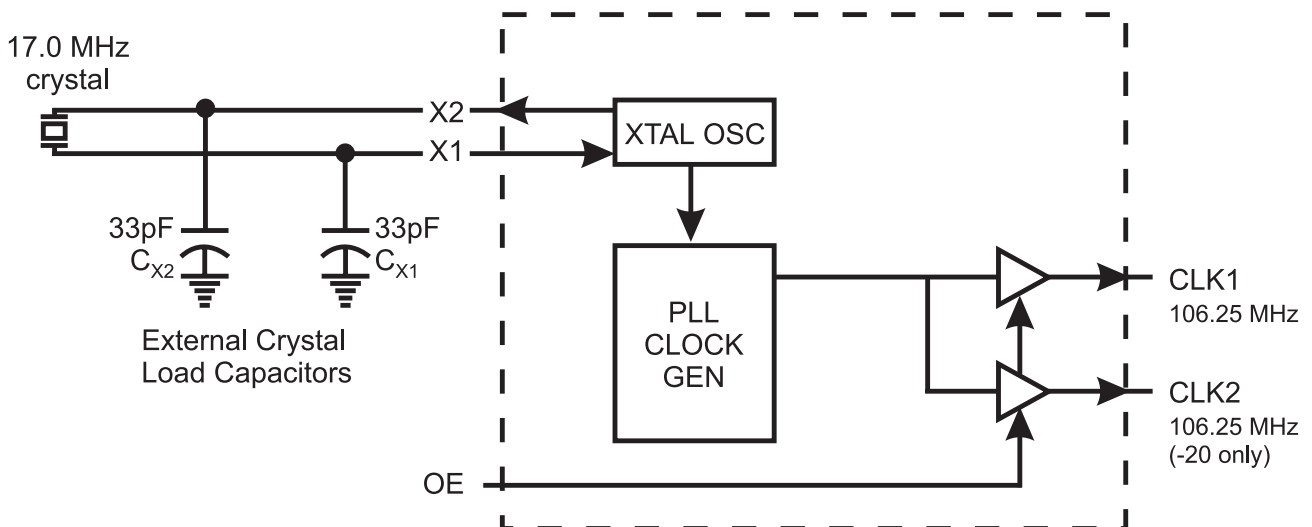 17.0 MHz
crystal
X2
X1
XTAL OSC
33pF
CX2
33pF
CX1
External Crystal
Load Capacitors
PLL
CLOCK
GEN
CLK1
106.25 MHz
CLK2
106.25 MHz
(-20 only)
OE